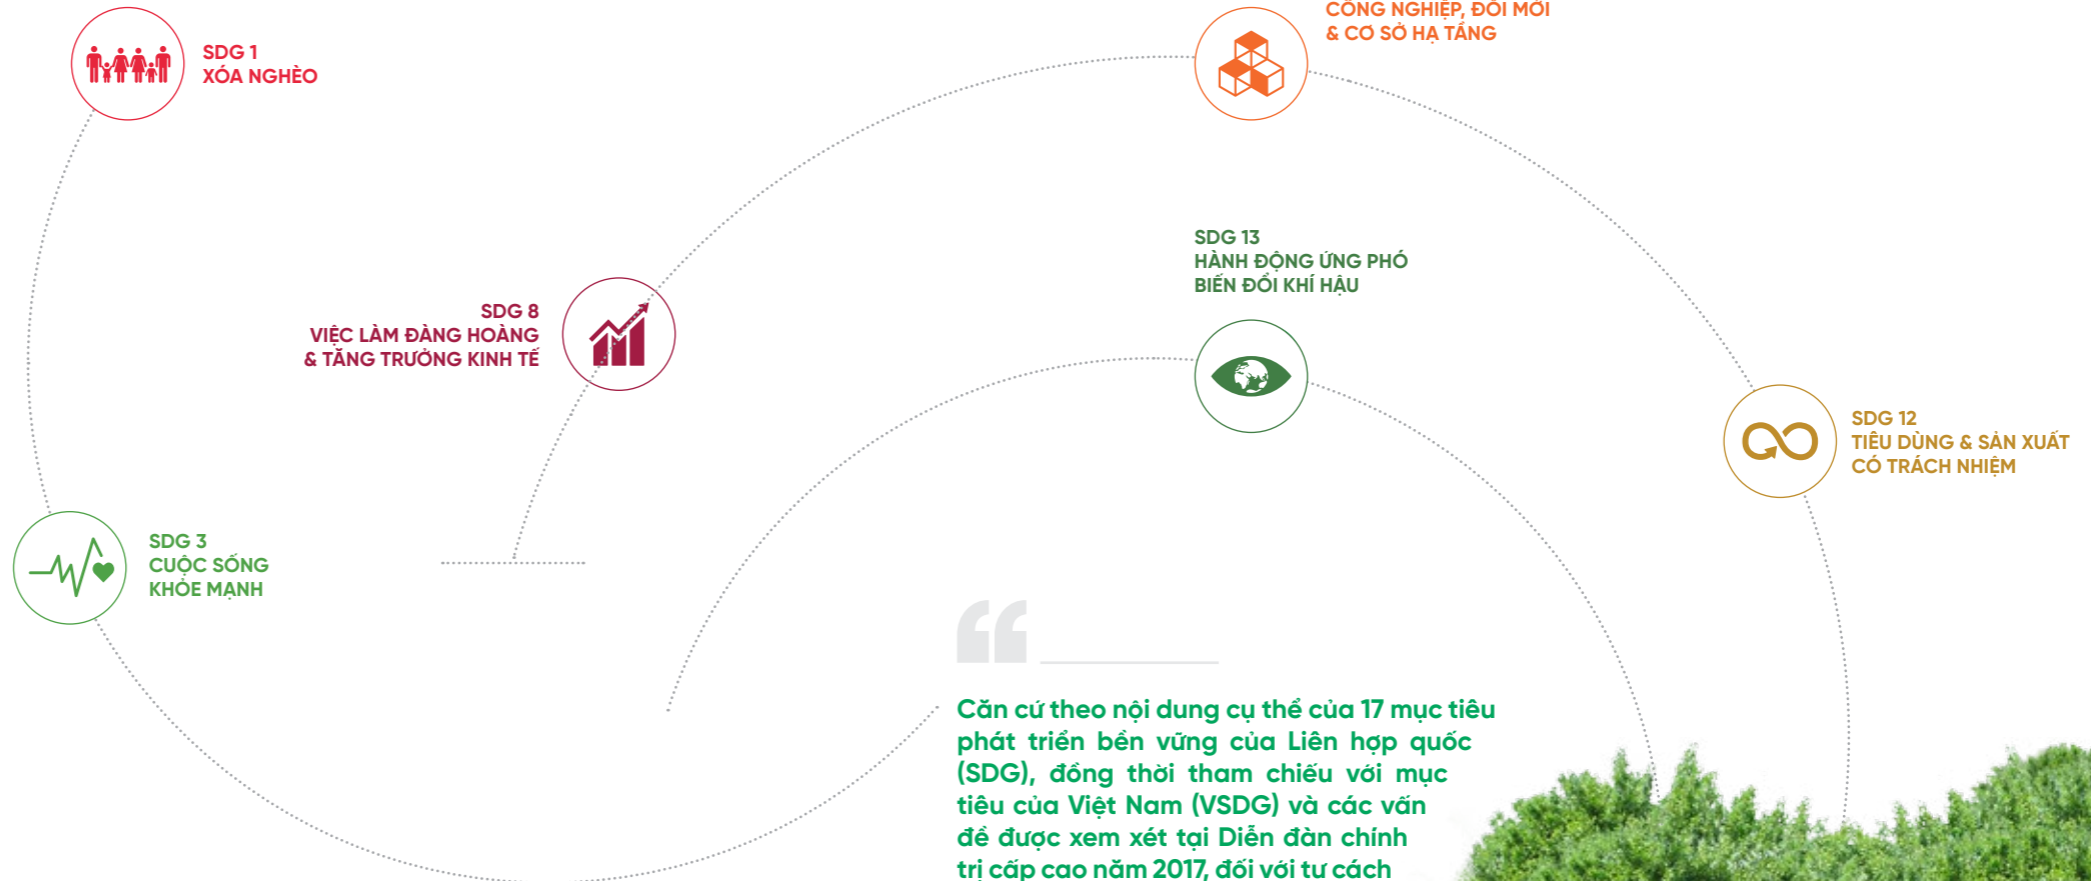 SDG 1
XÓA NGHÈO
CÔNG NGHIỆP, ĐỔI MỚI
& CƠ SỞ HẠ TẦNG
SDG 13
HÀNH ĐỘNG ỨNG PHÓ
BIẾN ĐỔI KHÍ HẬU
SDG 8
VIỆC LÀM ĐÀNG HOÀNG
& TĂNG TRƯỞNG KINH TẾ
SDG 12
TIÊU DÙNG & SẢN XUẤT
CÓ TRÁCH NHIỆM
SDG 3
CUỘC SỐNG
KHỎE MẠNH
Căn cứ theo nội dung cụ thể của 17 mục tiêu
phát triển bền vững của Liên hợp quốc
(SDG), đồng thời tham chiếu với mục
tiêu của Việt Nam (VSDG) và các vấn
đề được xem xét tại Diễn đàn chính
trị cấp cao năm 2017, đối với tư cách